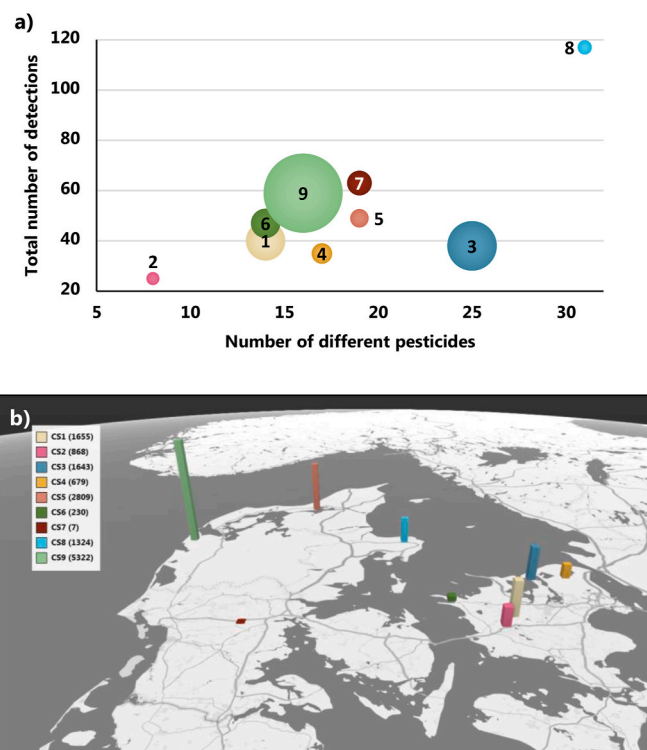 a)
120
100
80
60
40
20
Total number of detections
8
7
9
5
6
1
3
4
2
5 10 15 20 25 30
Number of different pesticides
b)
CS1 (1655)
CS2 (868)
CS3 (1643)
CS4 (679)
CS5 (2809)
CS6 (230)
CS7 (7)
CS8 (1324)
CS9 (5322)